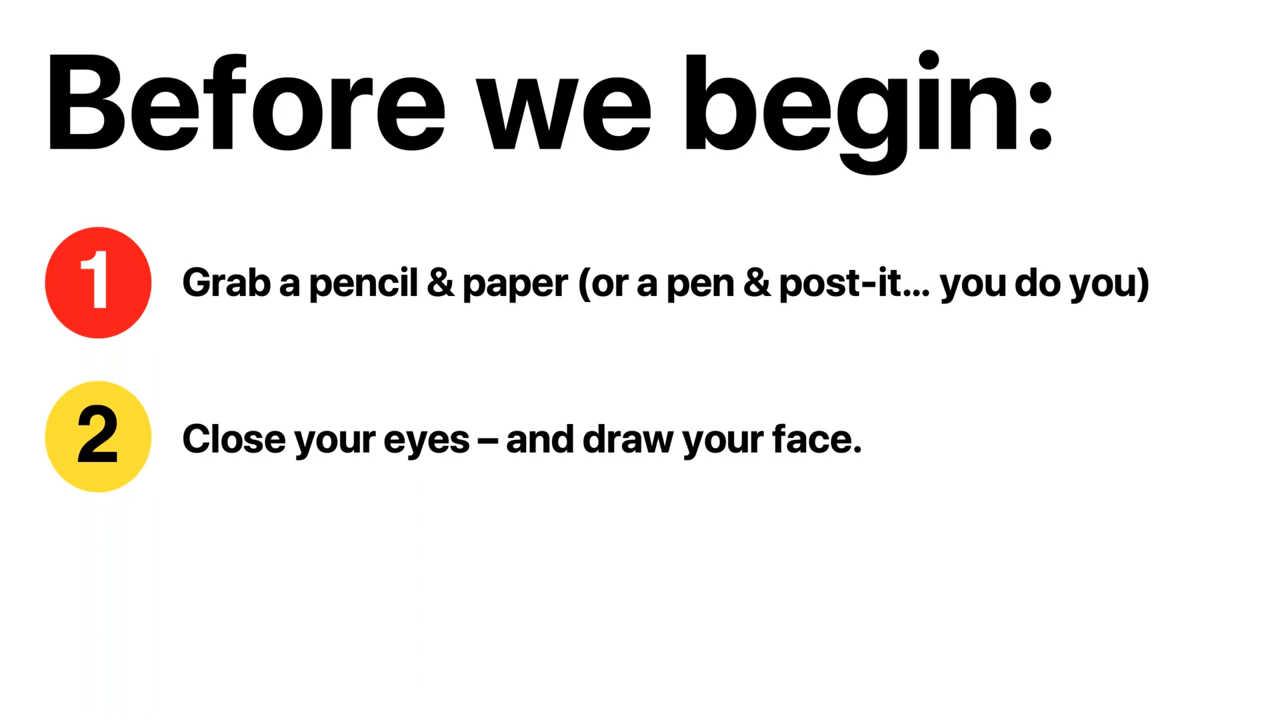 Before we begin:
1 Grab a pencil & paper (or a pen & post-it... you do you)
2 Close your eyes – and draw your face.